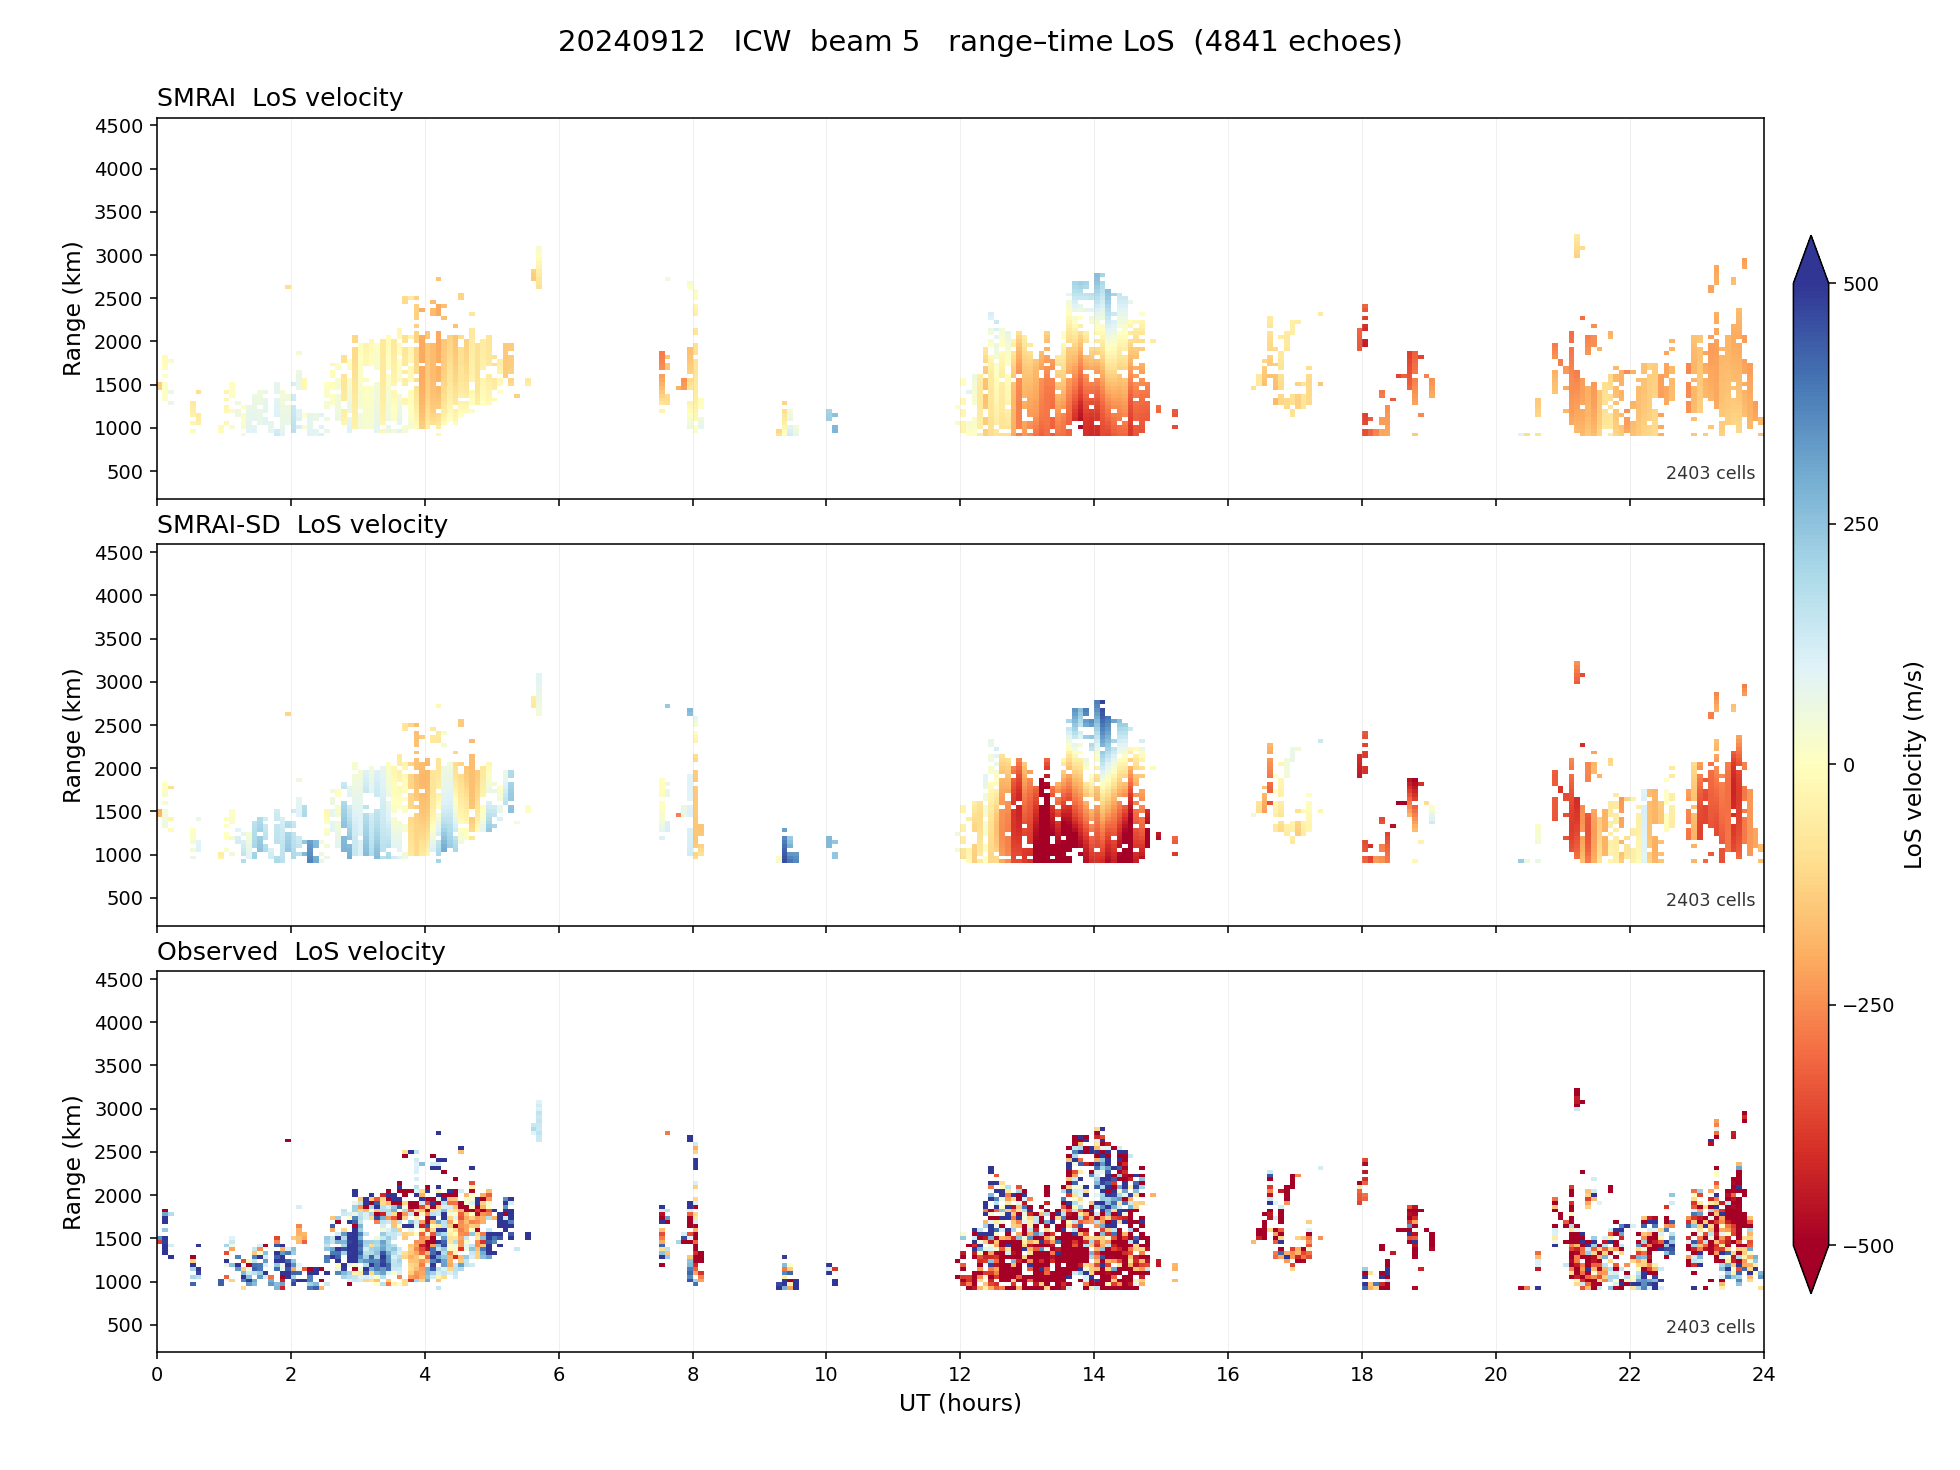 20240912   ICW  beam 5   range–time LoS  (4841 echoes)
SMRAI  LoS velocity
4500
4000
3500
3000
2500
2000
1500
1000
500
Range (km)
2403 cells
SMRAI-SD  LoS velocity
4500
4000
3500
3000
2500
2000
1500
1000
500
Range (km)
2403 cells
Observed  LoS velocity
4500
4000
3500
3000
2500
2000
1500
1000
500
Range (km)
2403 cells
0 2 4 6 8 10 12 14 16 18 20 22 24
UT (hours)
500
250
0
−250
−500
LoS velocity (m/s)